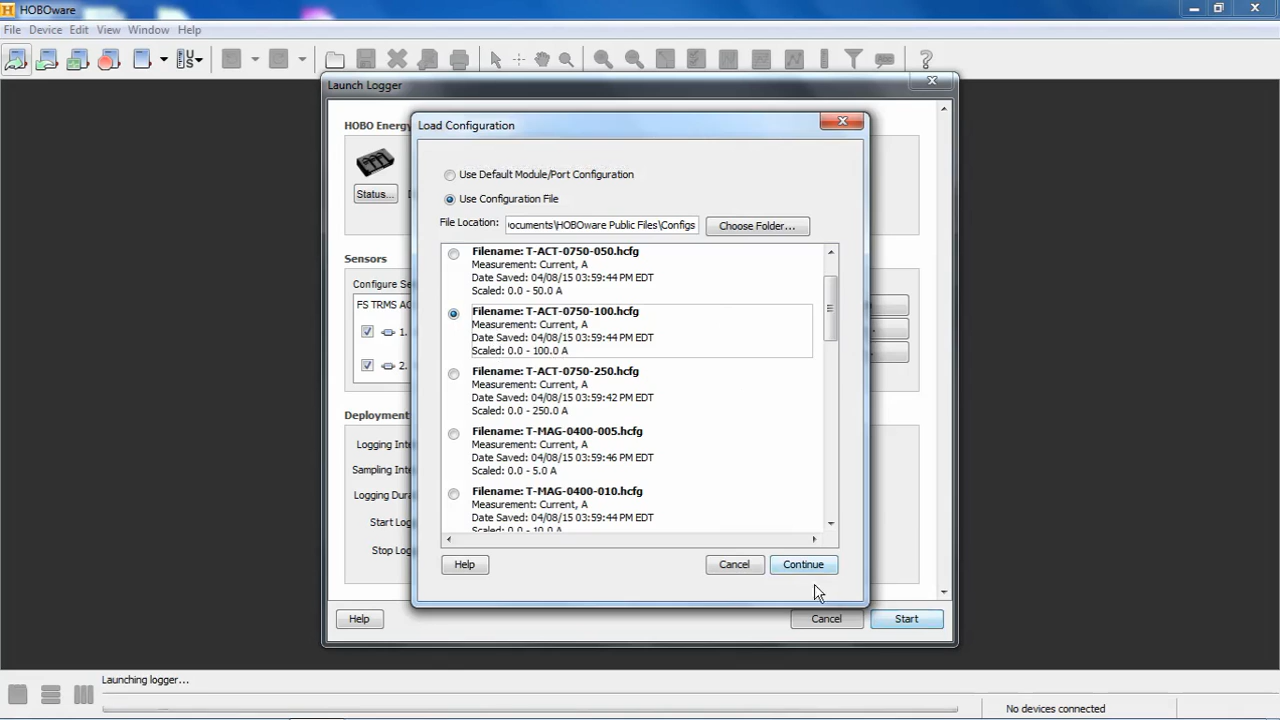 HOBOware
File Device Edit View Window Help
Launch Logger
HOBO Energy
Status...
Sensors
Configure Se
FS TRMS AC
1.
2.
Deployment
Logging Inte
Sampling Interv
Logging Dura
Start Log
Stop Log
Load Configuration
Use Default Module/Port Configuration
Use Configuration File
File Location: ocuments\HOBOware Public Files\Configs Choose Folder...
Filename: T-ACT-0750-050.hcfg
Measurement: Current, A
Date Saved: 04/08/15 03:59:44 PM EDT
Scaled: 0.0 - 50.0 A
Filename: T-ACT-0750-100.hcfg
Measurement: Current, A
Date Saved: 04/08/15 03:59:44 PM EDT
Scaled: 0.0 - 100.0 A
Filename: T-ACT-0750-250.hcfg
Measurement: Current, A
Date Saved: 04/08/15 03:59:42 PM EDT
Scaled: 0.0 - 250.0 A
Filename: T-MAG-0400-005.hcfg
Measurement: Current, A
Date Saved: 04/08/15 03:59:46 PM EDT
Scaled: 0.0 - 5.0 A
Filename: T-MAG-0400-010.hcfg
Measurement: Current, A
Date Saved: 04/08/15 03:59:44 PM EDT
Scaled: 0.0 - 10.0 A
Help Cancel Continue
Help Cancel Start
Launching logger...
No devices connected